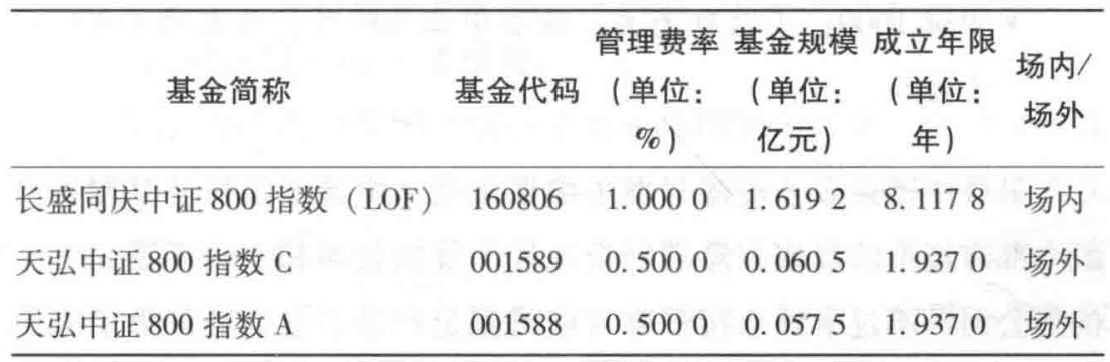 基金简称 基金代码 管理费率(单位:%) 基金规模(单位:亿元) 成立年限(单位:年) 场内/场外
长盛同庆中证 800 指数(LOF) 160806 1.000 0 1.619 2 8.117 8 场内
天弘中证 800 指数 C 001589 0.500 0 0.060 5 1.937 0 场外
天弘中证 800 指数 A 001588 0.500 0 0.057 5 1.937 0 场外